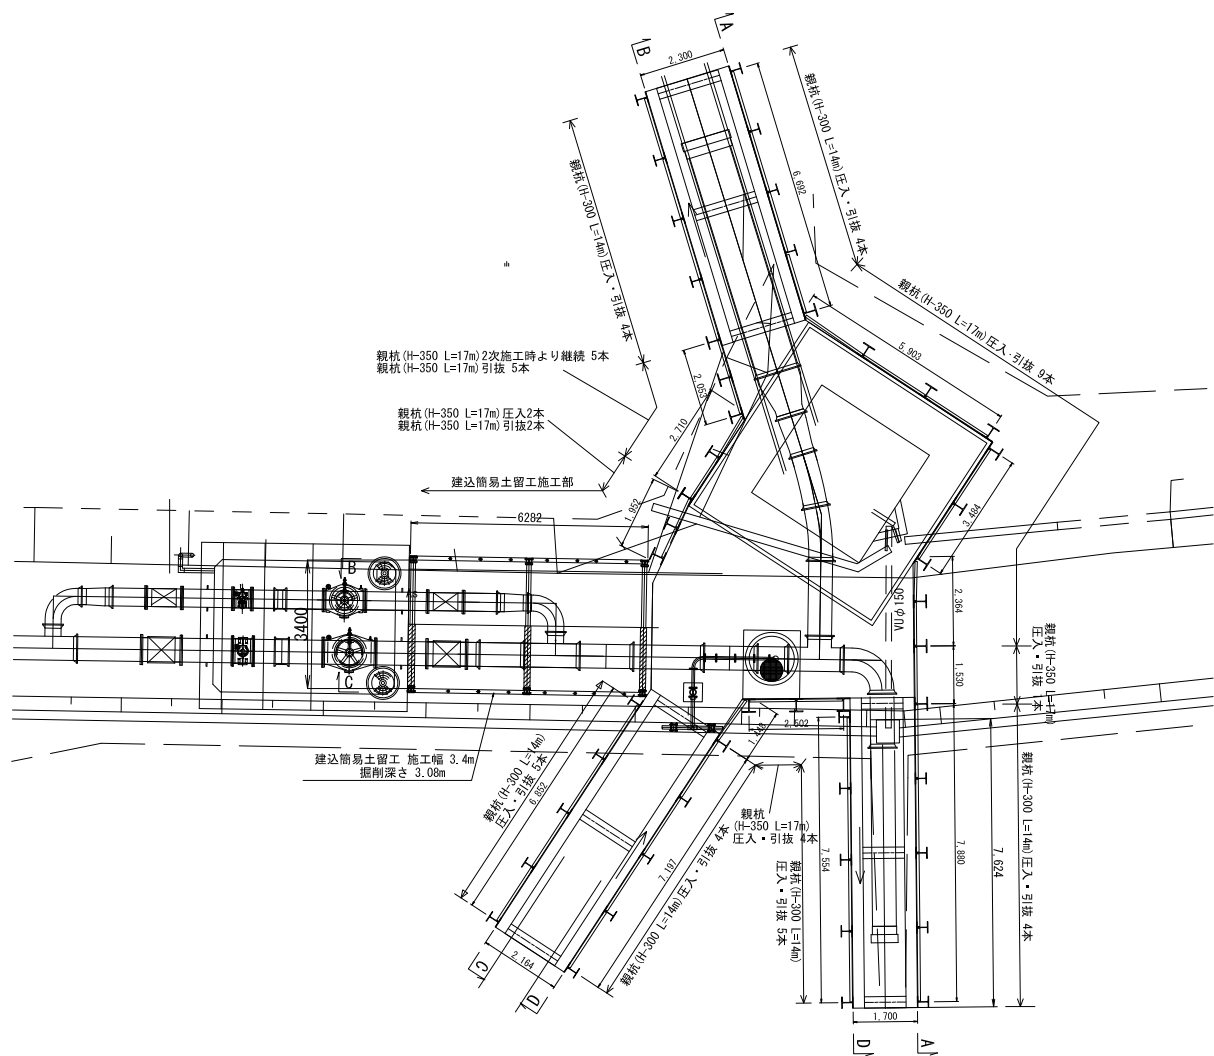 A
B
2,300
親杭(H-300 L=14m)圧入・引抜 4本
親杭(H-300 L=14m)圧入・引抜 4本
6,692
親杭(H-350 L=17m)圧入・引抜 9本
5,903
親杭(H-350 L=17m)2次施工時より継続 5本
親杭(H-350 L=17m)引抜 5本
2,053
親杭(H-350 L=17m)圧入2本
親杭(H-350 L=17m)引抜2本
2,710
建込簡易土留工施工部
1,952
3,484
6282
B
As
3400
C
VUφ150
2,364
1,530
親杭(H-350 L=17m)
圧入・引抜 1本
2,502
1,448
建込簡易土留工 施工幅 3.4m
掘削深さ 3.08m
親杭(H-300 L=14m)
圧入・引抜 5本
6,852
親杭
(H-350 L=17m)
圧入・引抜 4本
7,197
親杭(H-300 L=14m)圧入・引抜 4本
親杭(H-300 L=14m)
圧入・引抜 5本
7,554
7,880
7,624
親杭(H-300 L=14m)圧入・引抜 4本
2,164
C
D
1,700
D
A